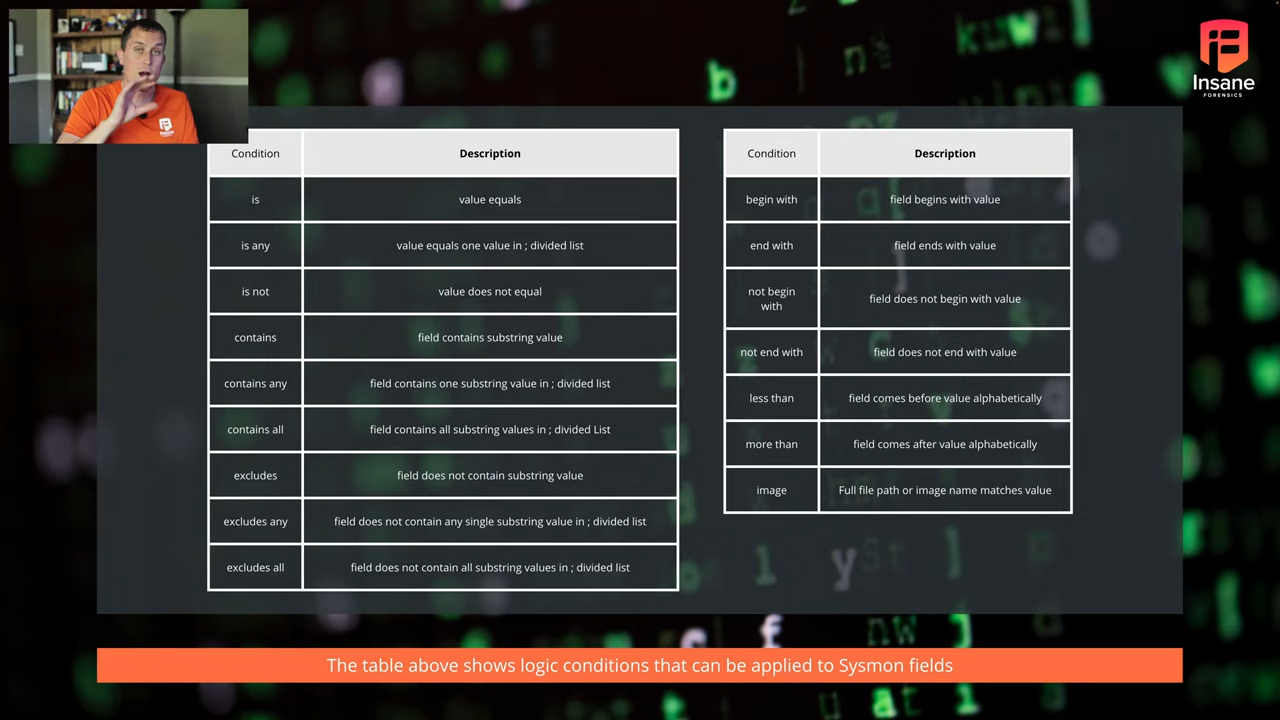 Insane
FORENSICS
Condition Description
is value equals
is any value equals one value in ; divided list
is not value does not equal
contains field contains substring value
contains any field contains one substring value in ; divided list
contains all field contains all substring values in ; divided List
excludes field does not contain substring value
excludes any field does not contain any single substring value in ; divided list
excludes all field does not contain all substring values in ; divided list
Condition Description
begin with field begins with value
end with field ends with value
not begin
with field does not begin with value
not end with field does not end with value
less than field comes before value alphabetically
more than field comes after value alphabetically
image Full file path or image name matches value
The table above shows logic conditions that can be applied to Sysmon fields